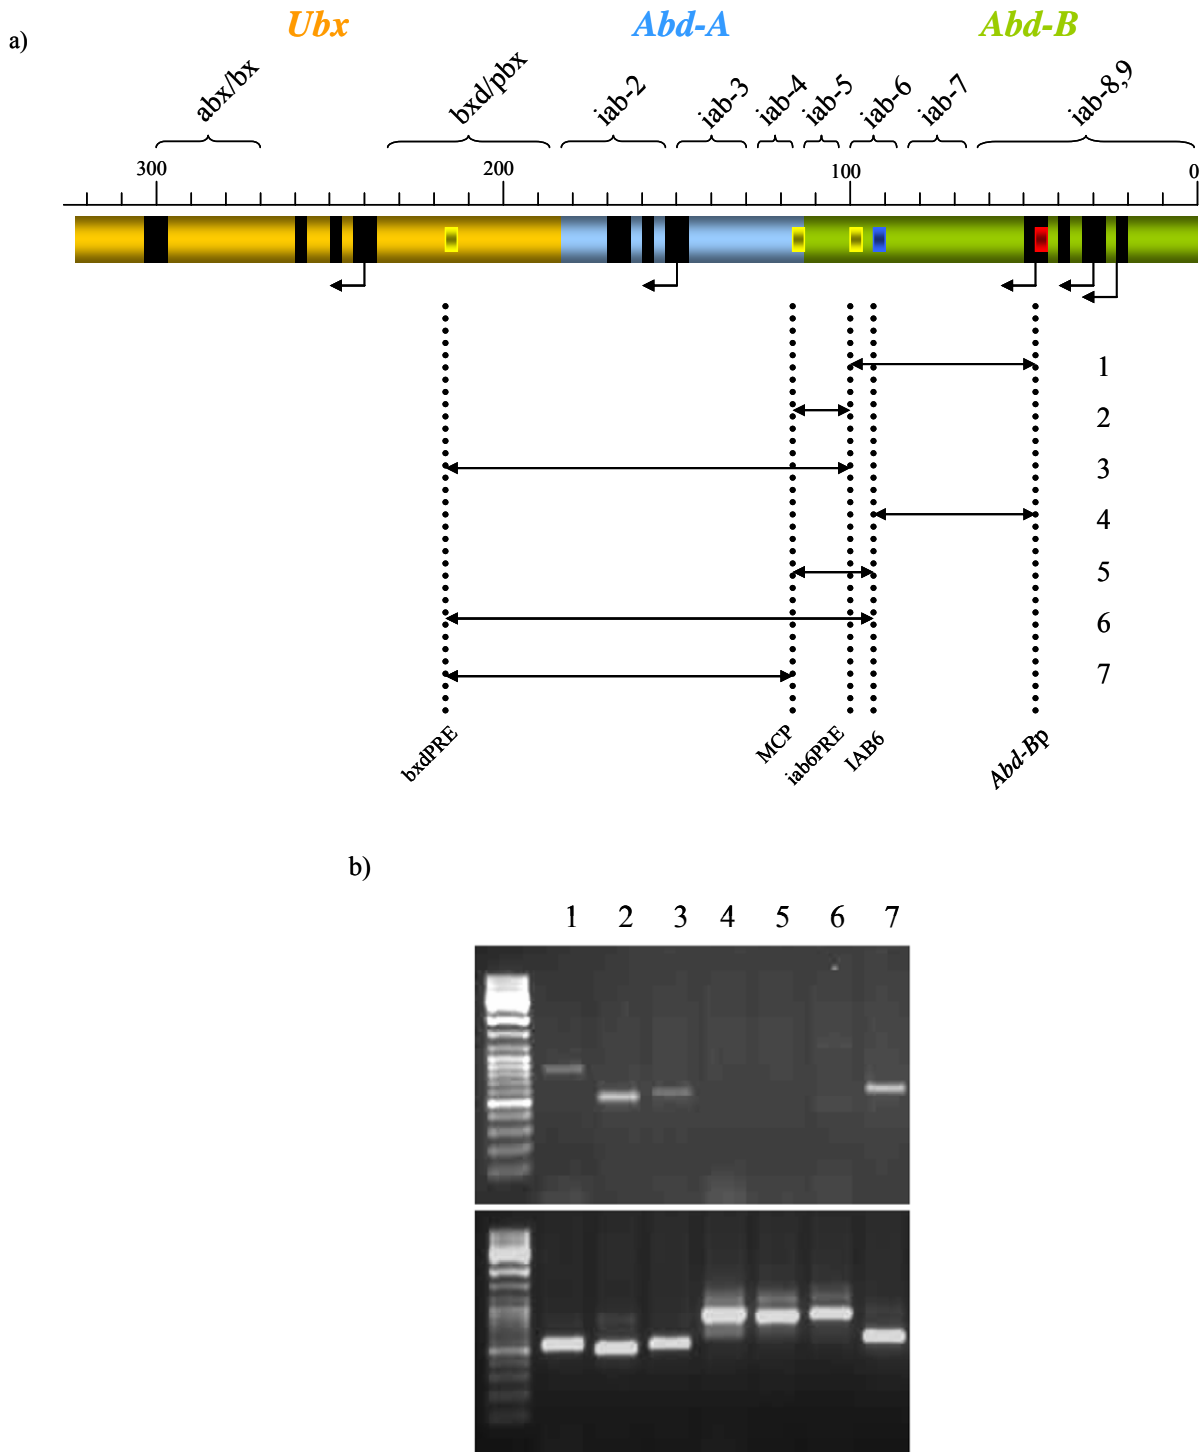 a)
Ubx Abd-A Abd-B
abx/bx bxd/pbx iab-2 iab-3 iab-4 iab-5 iab-6 iab-7 iab-8,9
300 200 100 0
1
2
3
4
5
6
7
bxdPRE MCP iab6PRE IAB6 Abd-Bp
b)
1 2 3 4 5 6 7